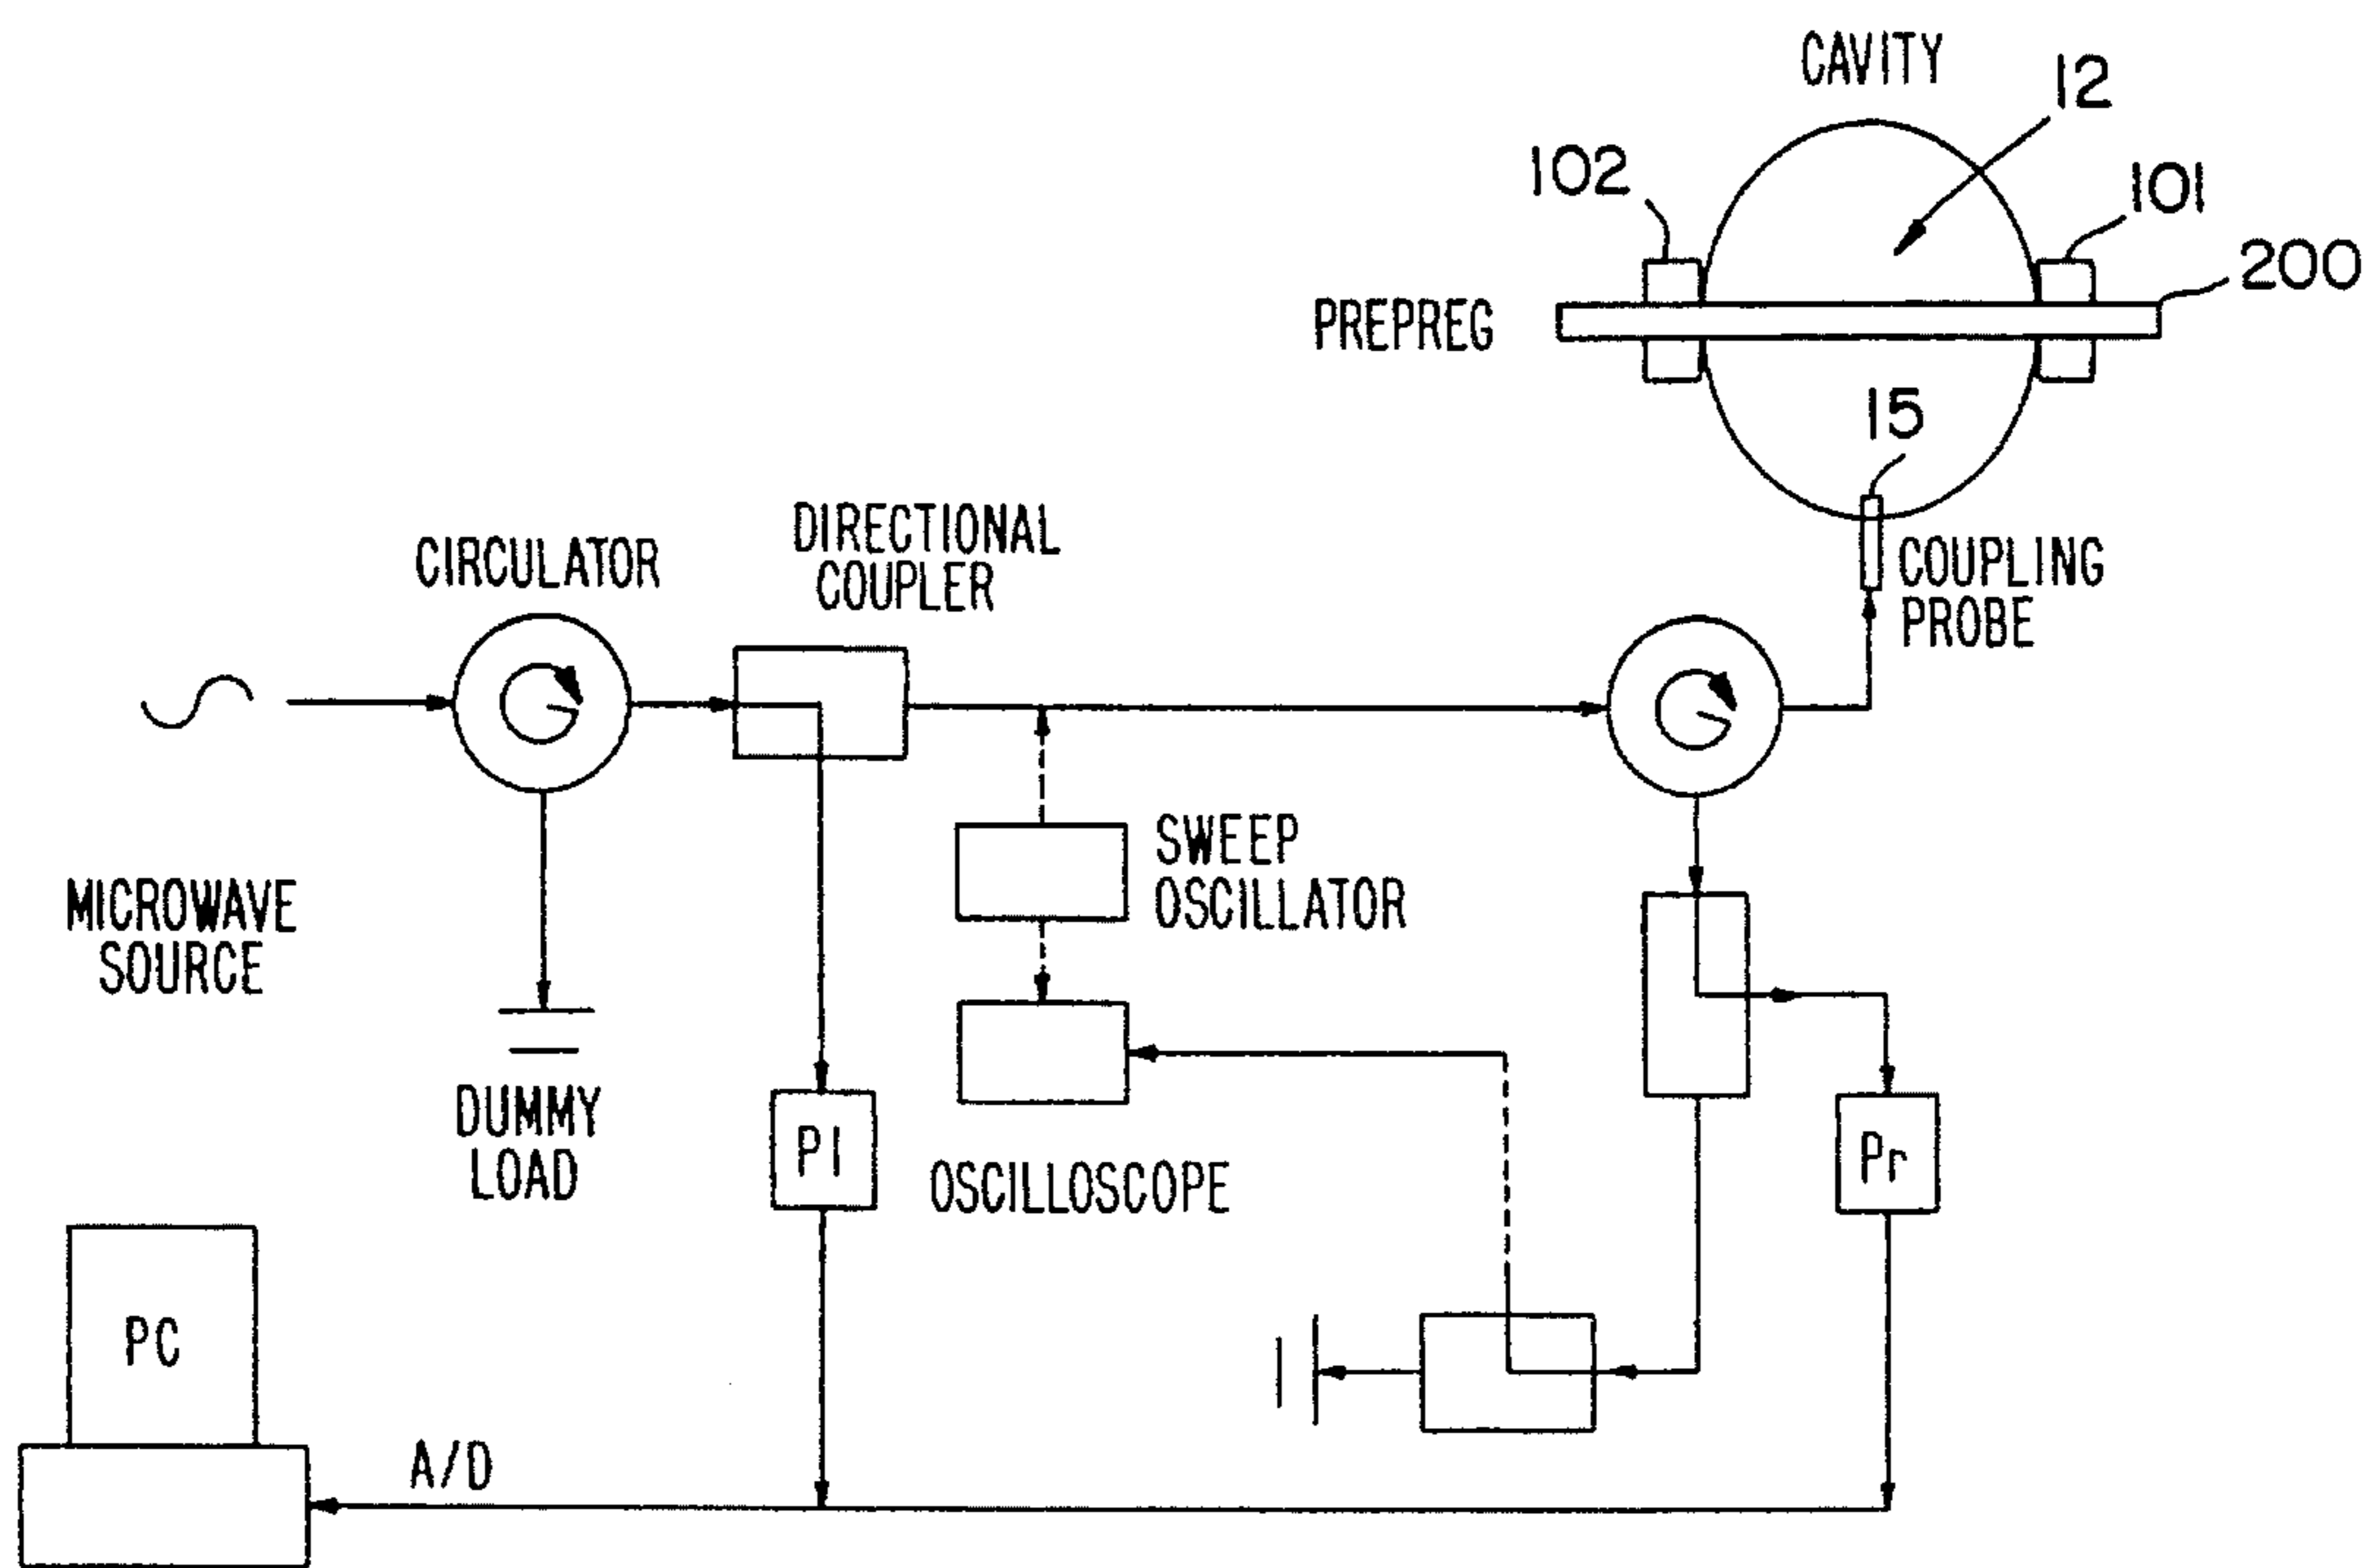 CAVITY
12
102
101
200
PREPREG
15
DIRECTIONAL
COUPLER
CIRCULATOR
COUPLING
PROBE
SWEEP
OSCILLATOR
MICROWAVE
SOURCE
DUMMY
LOAD
PI
OSCILLOSCOPE
Pr
PC
A/D